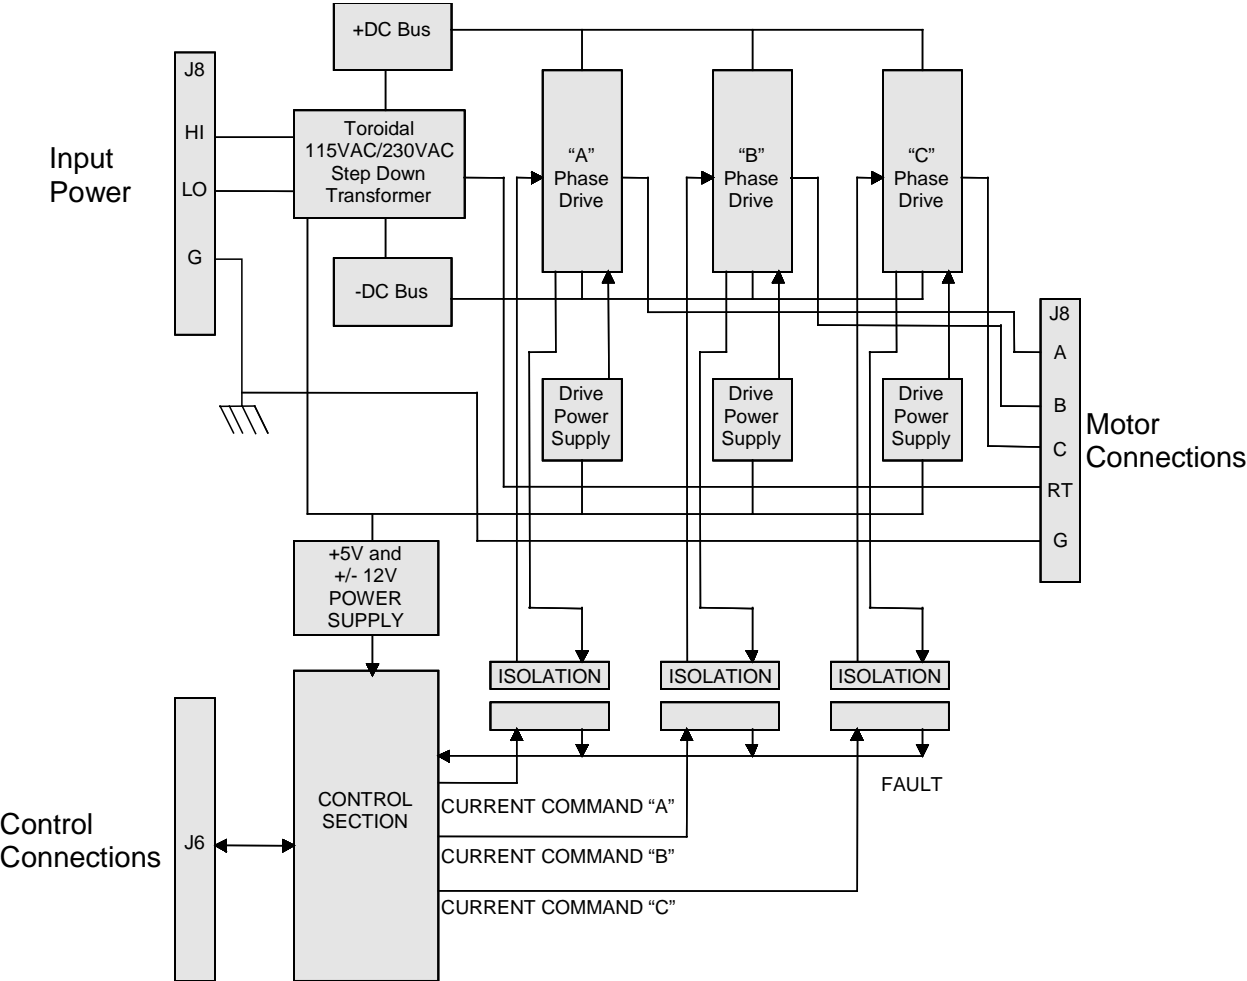 +DC Bus
J8
HI
LO
G
Input
Power
Toroidal
115VAC/230VAC
Step Down
Transformer
-DC Bus
“A”
Phase
Drive
“B”
Phase
Drive
“C”
Phase
Drive
Drive
Power
Supply
Drive
Power
Supply
Drive
Power
Supply
J8
A
B
C
RT
G
Motor
Connections
+5V and
+/- 12V
POWER
SUPPLY
ISOLATION
ISOLATION
ISOLATION
FAULT
CONTROL
SECTION
CURRENT COMMAND “A”
CURRENT COMMAND “B”
CURRENT COMMAND “C”
Control
Connections
J6